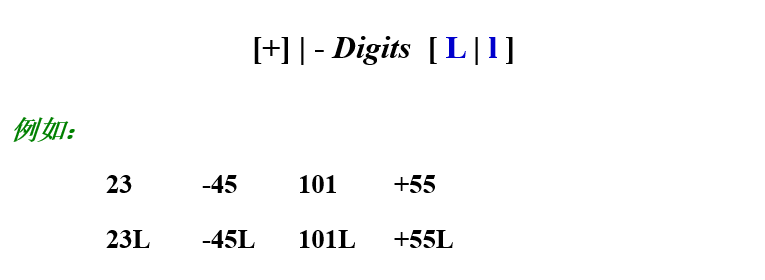 [+] | - Digits [ L | l ]
例如：
23 -45 101 +55
23L -45L 101L +55L